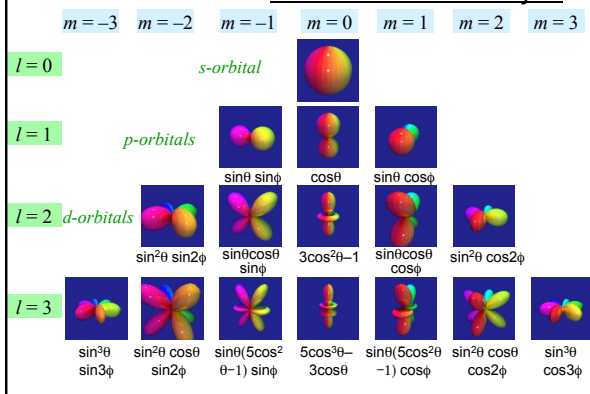 m = –3 m = –2 m = –1 m = 0 m = 1 m = 2 m = 3
l = 0 s-orbital
l = 1 p-orbitals
sinθ sinϕ cosθ sinθ cosϕ
l = 2 d-orbitals
sin²θ sin2ϕ sinθcosθ sinϕ 3cos²θ–1 sinθcosθ cosϕ sin²θ cos2ϕ
l = 3
sin³θ sin²θ cosθ sinθ(5cos² 5cos³θ– sinθ(5cos²θ sin²θ cosθ sin³θ
sin3ϕ sin2ϕ θ–1) sinϕ 3cosθ –1) cosϕ cos2ϕ cos3ϕ